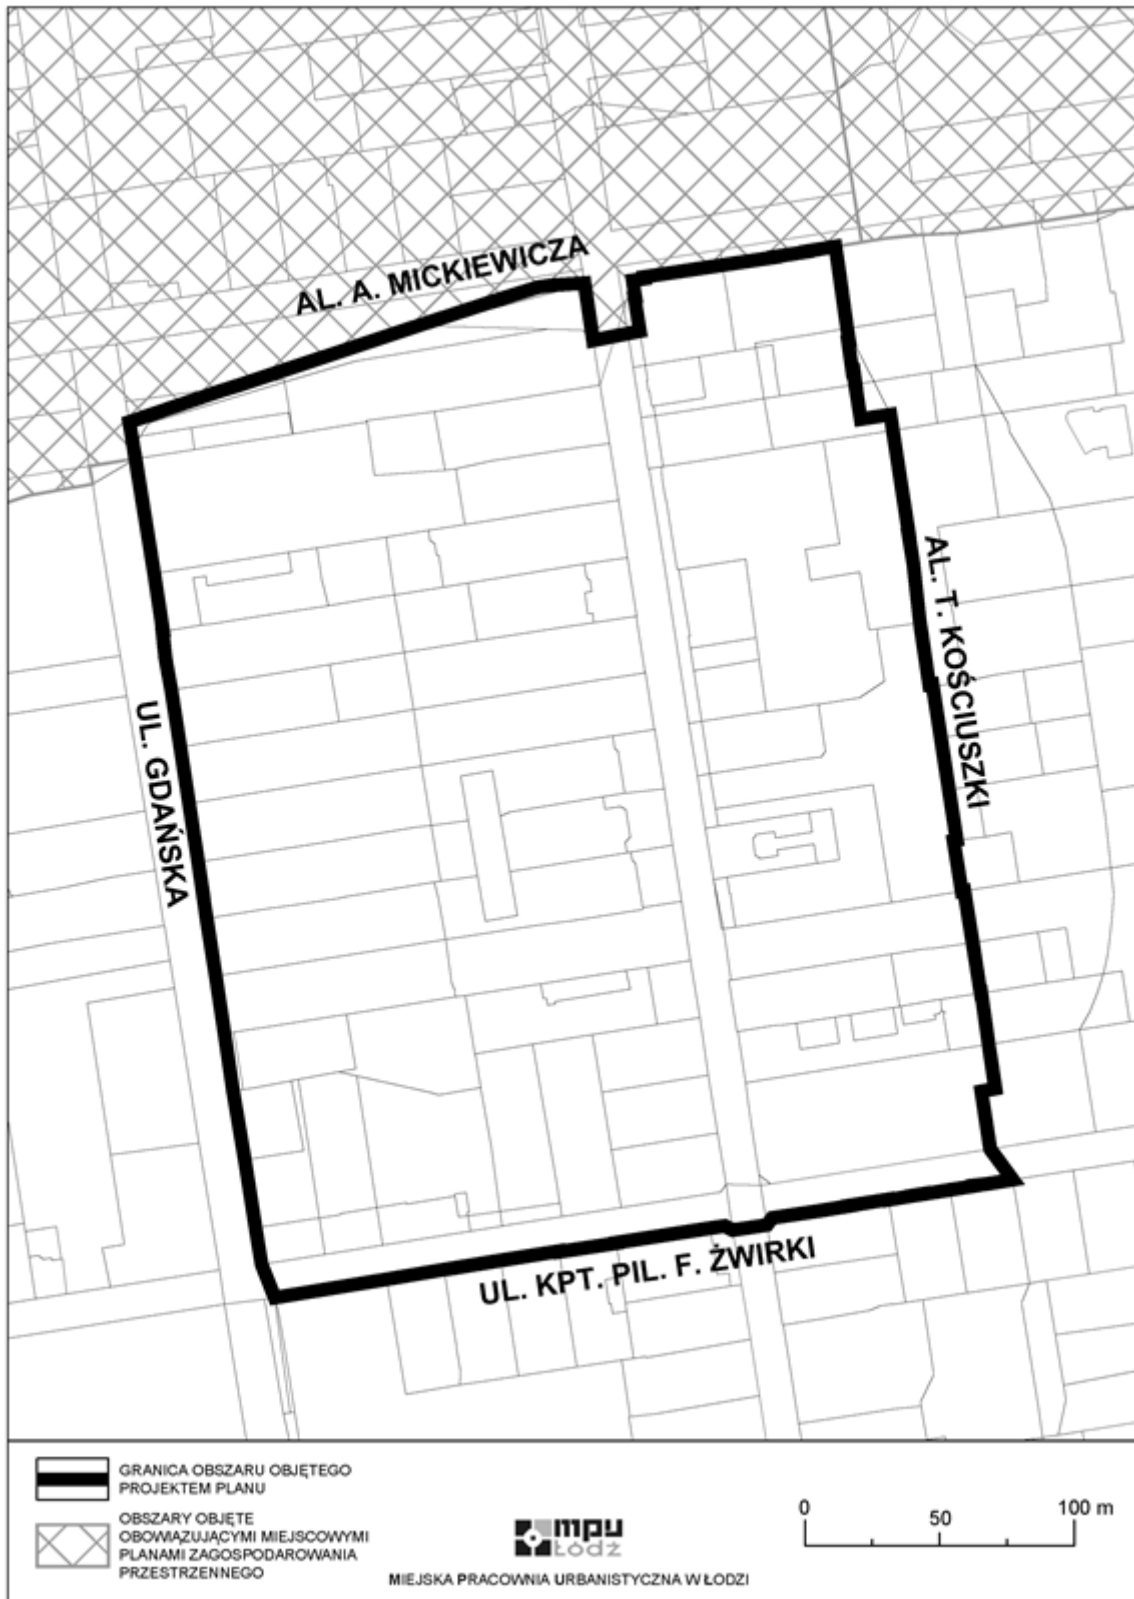 AL. A. MICKIEWICZA
AL. T. KOŚCIUSZKI
UL. GDAŃSKA
UL. KPT. PIL. F. ŻWIRKI
GRANICA OBSZARU OBJĘTEGO
PROJEKTEM PLANU
OBSZARY OBJĘTE
OBOWIĄZUJĄCYMI MIEJSCOWYMI
PLANAMI ZAGOSPODAROWANIA
PRZESTRZENNEGO
mpu
Łódź
MIEJSKA PRACOWNIA URBANISTYCZNA W ŁODZI
0 50 100 m